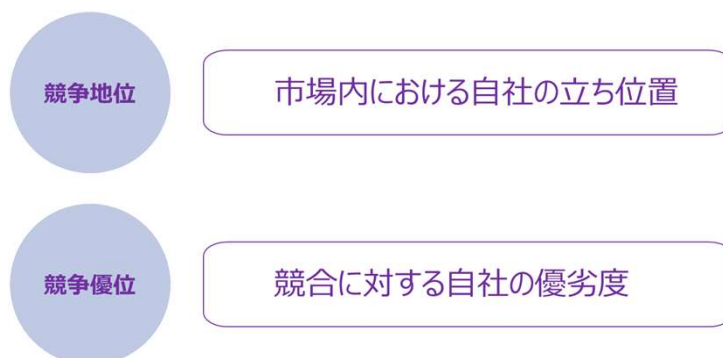 競争地位
市場内における自社の立ち位置
競争優位
競合に対する自社の優劣度